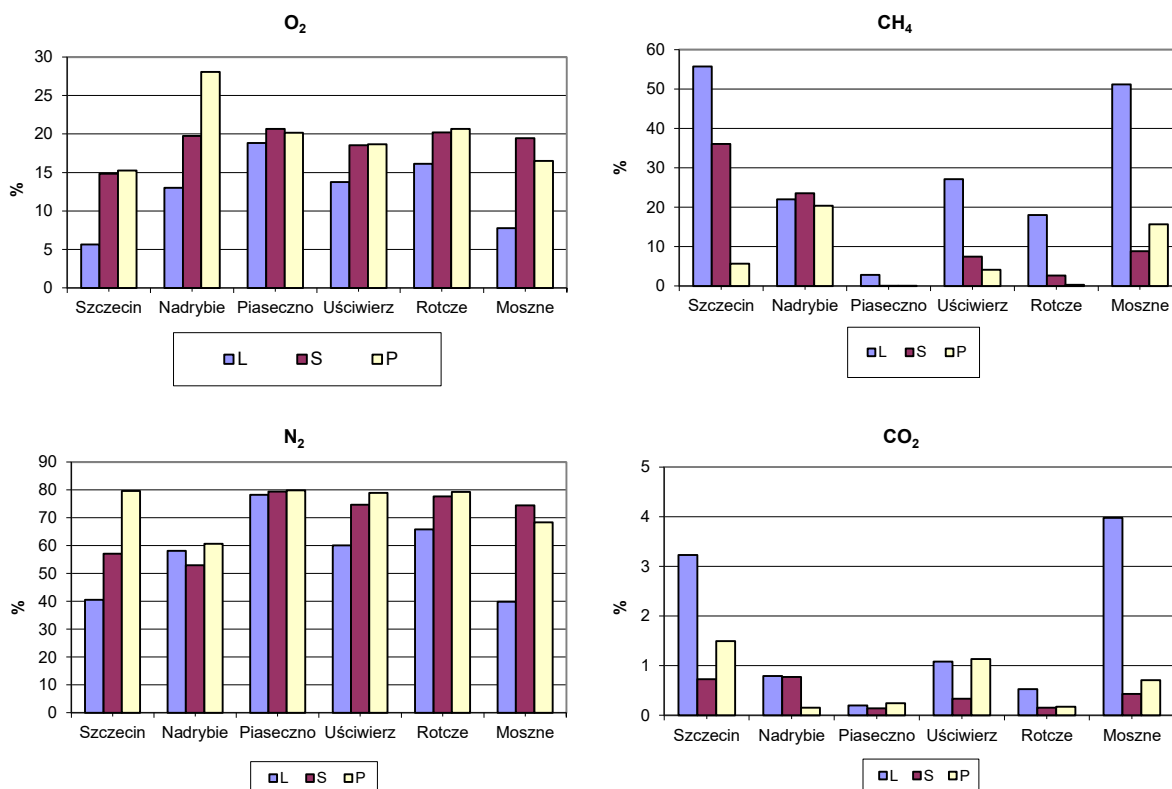 O₂
30
25
20
15
10
5
0
%
Szczecin Nadrybie Piaseczno Uściwierz Rotcze Moszne
L S P
CH₄
60
50
40
30
20
10
0
%
Szczecin Nadrybie Piaseczno Uściwierz Rotcze Moszne
L S P
N₂
90
80
70
60
50
40
30
20
10
0
%
Szczecin Nadrybie Piaseczno Uściwierz Rotcze Moszne
L S P
CO₂
5
4
3
2
1
0
%
Szczecin Nadrybie Piaseczno Uściwierz Rotcze Moszne
L S P